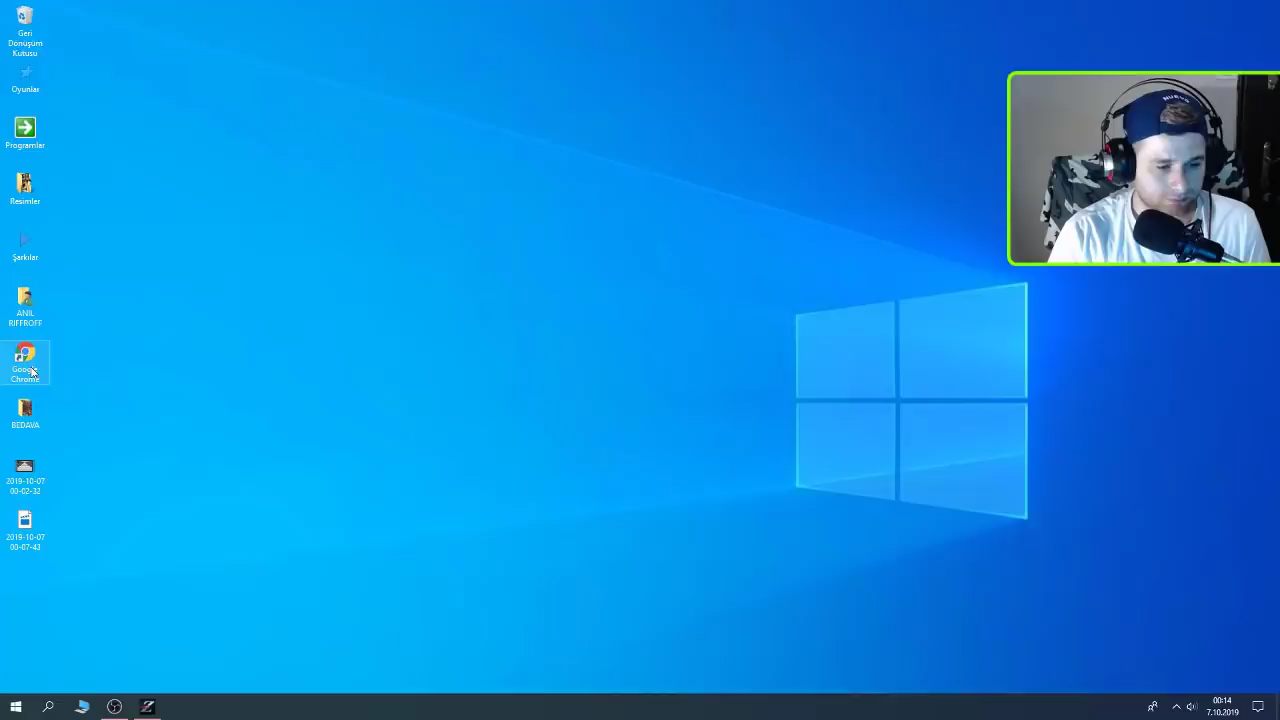 Geri
Dönüşüm
Kutusu
Oyunlar
Programlar
Resimler
Şarkılar
ANIL
RIFFROFF
Google
Chrome
BEDAVA
2019-10-07
00-02-32
2019-10-07
00-07-43
00:14
7.10.2019